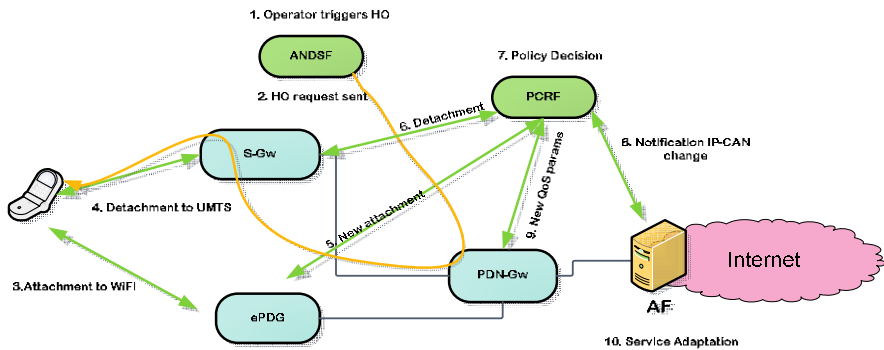 1. Operator triggers HO
ANDSF
7. Policy Decision
2. HO request sent
PCRF
6. Detachment
S-Gw
8. Notification IP-CAN
change
4. Detachment to UMTS
5. New attachment
9. New QoS params
3.Attachment to WiFI
PDN-Gw
Internet
ePDG
AF
10. Service Adaptation